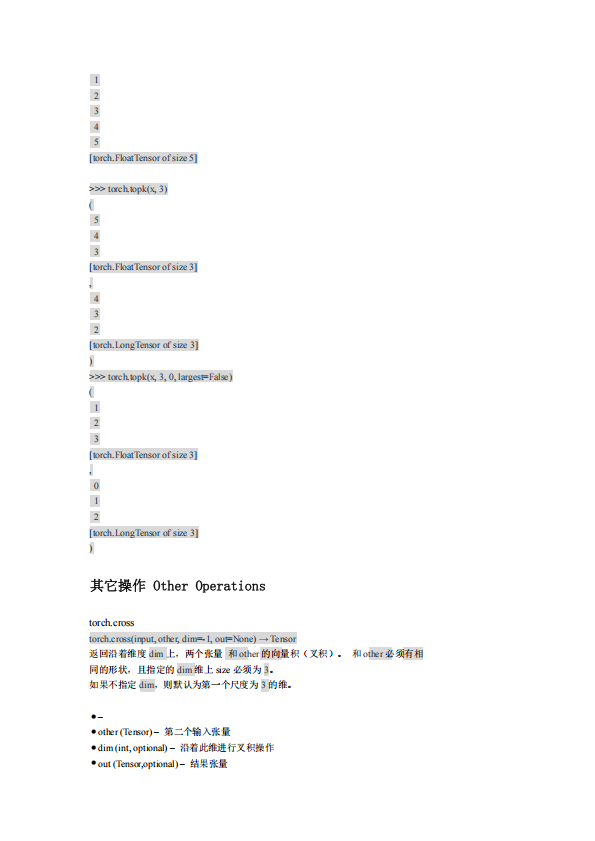 1
2
3
4
5
[torch.FloatTensor of size 5]
>>> torch.topk(x, 3)
(
5
4
3
[torch.FloatTensor of size 3]
,
4
3
2
[torch.LongTensor of size 3]
)
>>> torch.topk(x, 3, 0, largest=False)
(
1
2
3
[torch.FloatTensor of size 3]
,
0
1
2
[torch.LongTensor of size 3]
)
其它操作 Other Operations
torch.cross
torch.cross(input, other, dim=-1, out=None) → Tensor
返回沿着维度 dim 上，两个张量 和 other 的向量积（叉积）。 和 other 必须有相
同的形状，且指定的 dim 维上 size 必须为 3。
如果不指定 dim，则默认为第一个尺度为 3 的维。
● –
● other (Tensor) – 第二个输入张量
● dim (int, optional) – 沿着此维进行叉积操作
● out (Tensor,optional) – 结果张量